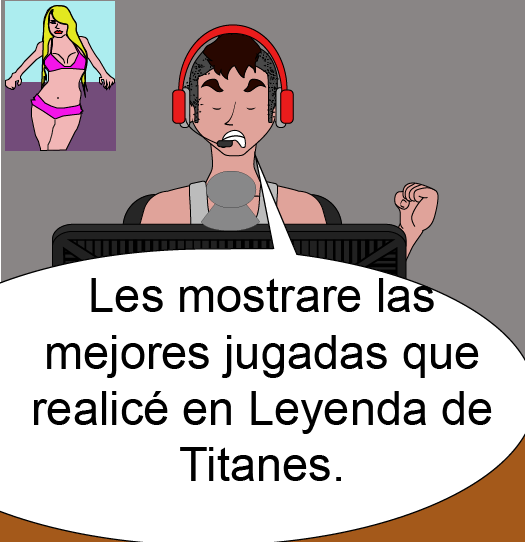 Les mostrare las
mejores jugadas que
realicé en Leyenda de
Titanes.